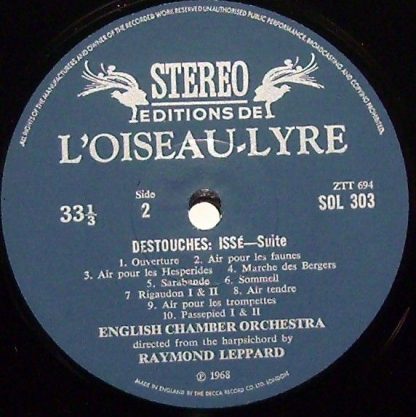 ALL RIGHTS OF THE MANUFACTURERS AND OF THE OWNER OF THE RECORDED WORK RESERVED UNAUTHORISED PUBLIC PERFORMANCE, BROADCASTING AND COPYING PROHIBITED
STEREO
EDITIONS DE
L'OISEAU-LYRE
ZTT 694
33⅓
Side
2
SOL 303
DESTOUCHES: ISSÉ—Suite
1. Ouverture 2. Air pour les faunes
3. Air pour les Hesperides 4. Marche des Bergers
5. Sarabande 6. Sommeil
7 Rigaudon I & II 8. Air tendre
9. Air pour les trompettes
10. Passepied I & II
ENGLISH CHAMBER ORCHESTRA
directed from the harpsichord by
RAYMOND LEPPARD
℗ 1968
MADE IN ENGLAND BY THE DECCA RECORD CO. LTD. LONDON